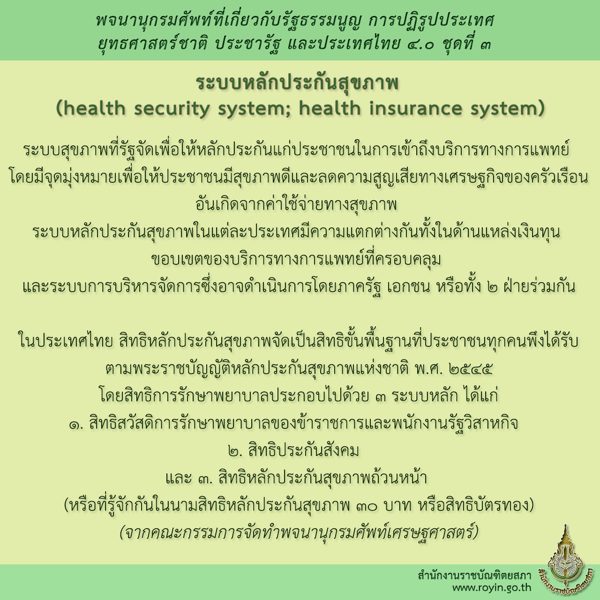 พจนานุกรมศัพท์ที่เกี่ยวกับรัฐธรรมนูญ การปฏิรูปประเทศ
ยุทธศาสตร์ชาติ ประชารัฐ และประเทศไทย ๔.๐ ชุดที่ ๓
ระบบหลักประกันสุขภาพ
(health security system; health insurance system)
ระบบสุขภาพที่รัฐจัดเพื่อให้หลักประกันแก่ประชาชนในการเข้าถึงบริการทางการแพทย์
โดยมีจุดมุ่งหมายเพื่อให้ประชาชนมีสุขภาพดีและลดความสูญเสียทางเศรษฐกิจของครัวเรือน
อันเกิดจากค่าใช้จ่ายทางสุขภาพ
ระบบหลักประกันสุขภาพในแต่ละประเทศมีความแตกต่างกันทั้งในด้านแหล่งเงินทุน
ขอบเขตของบริการทางการแพทย์ที่ครอบคลุม
และระบบการบริหารจัดการซึ่งอาจดำเนินการโดยภาครัฐ เอกชน หรือทั้ง ๒ ฝ่ายร่วมกัน
ในประเทศไทย สิทธิหลักประกันสุขภาพจัดเป็นสิทธิขั้นพื้นฐานที่ประชาชนทุกคนพึงได้รับ
ตามพระราชบัญญัติหลักประกันสุขภาพแห่งชาติ พ.ศ. ๒๕๔๕
โดยสิทธิการรักษาพยาบาลประกอบไปด้วย ๓ ระบบหลัก ได้แก่
๑. สิทธิสวัสดิการรักษาพยาบาลของข้าราชการและพนักงานรัฐวิสาหกิจ
๒. สิทธิประกันสังคม
และ ๓. สิทธิหลักประกันสุขภาพถ้วนหน้า
(หรือที่รู้จักกันในนามสิทธิหลักประกันสุขภาพ ๓๐ บาท หรือสิทธิบัตรทอง)
(จากคณะกรรมการจัดทำพจนานุกรมศัพท์เศรษฐศาสตร์)
สำนักงานราชบัณฑิตยสภา
www.royin.go.th
สำนักงานราชบัณฑิตยสภา